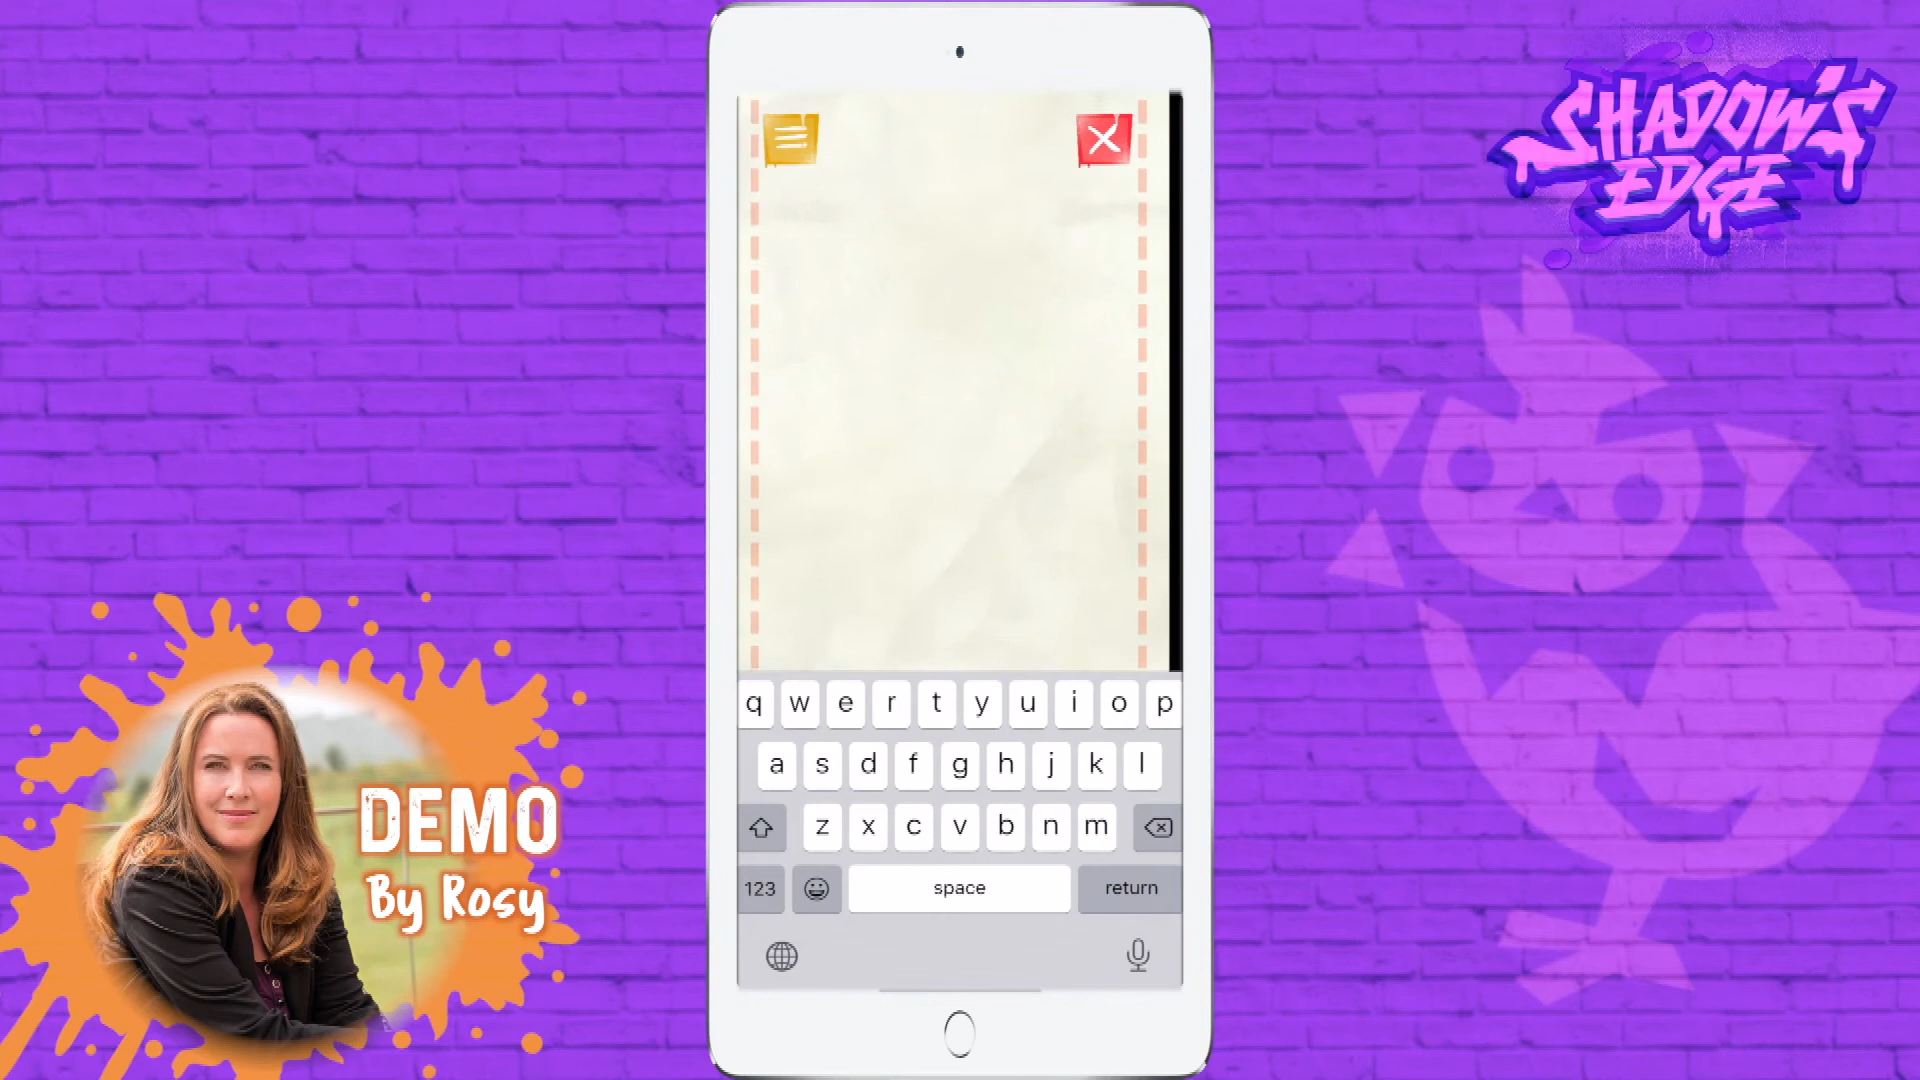 SHADOW'S
EDGE
q w e r t y u i o p
a s d f g h j k l
z x c v b n m
123 space return
DEMO
By Rosy